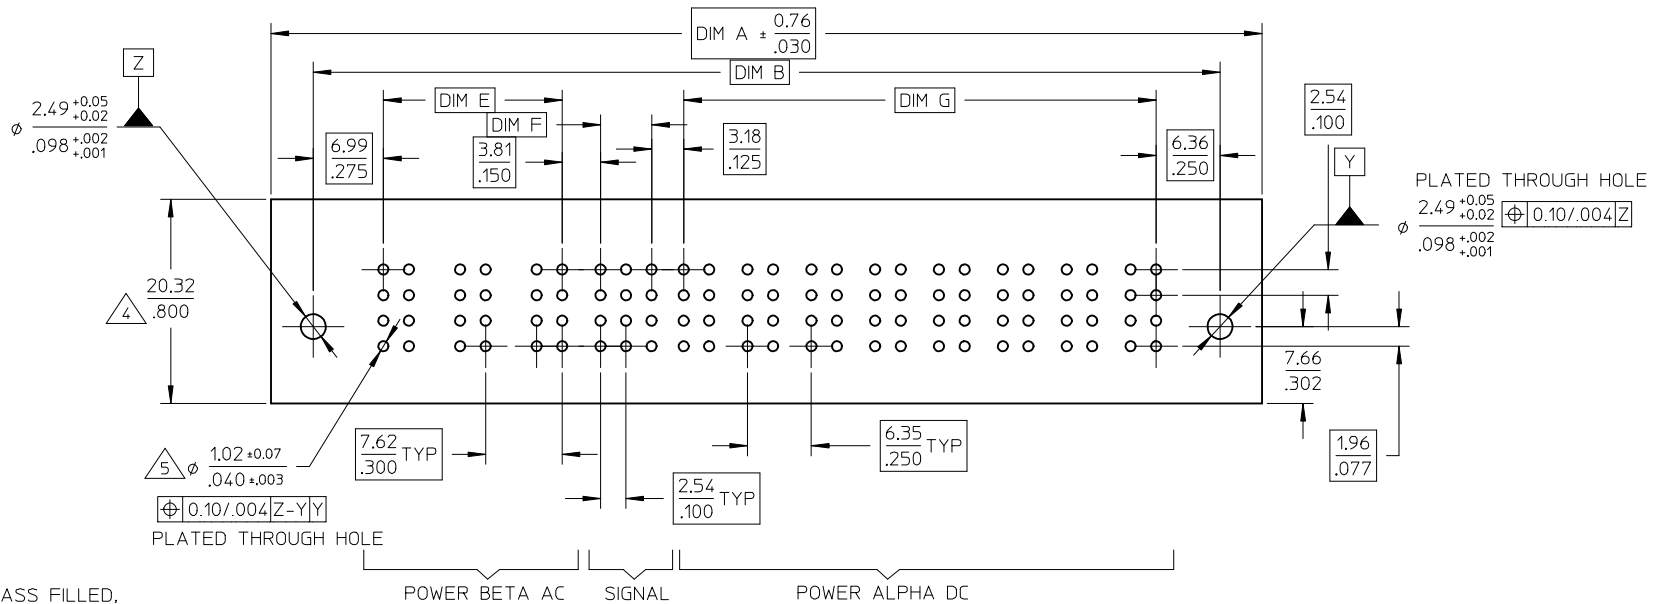 DIM A ± 0.76
.030
DIM B
DIM E
DIM G
DIM F
Z
⌀ 2.49 +0.05 +0.02
.098 +.002 +.001
6.99
.275
3.81
.150
3.18
.125
6.36
.250
2.54
.100
Y
PLATED THROUGH HOLE
⌀ 2.49 +0.05 +0.02
.098 +.002 +.001
⌖ 0.10/.004 Z
4
20.32
.800
7.66
.302
1.96
.077
5 ⌀ 1.02 ±0.07
.040 ±.003
⌖ 0.10/.004 Z-Y Y
PLATED THROUGH HOLE
7.62
.300 TYP
2.54
.100 TYP
6.35
.250 TYP
POWER BETA AC
SIGNAL
POWER ALPHA DC
ASS FILLED,